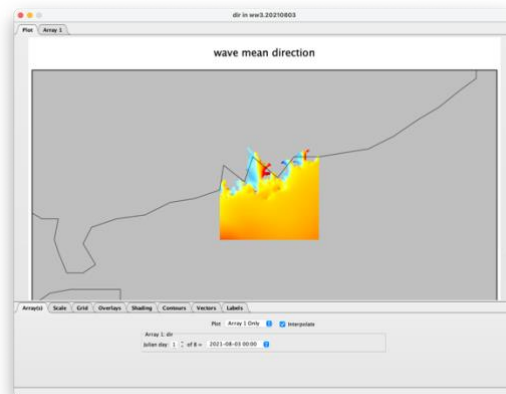 dir in ww3.20210803
Plot Array 1
wave mean direction
Array(s) Scale Grid Overlays Shading Contours Vectors Labels
Plot Array 1 Only Interpolate
Array 1: dir
Julian day: 1 of 8 = 2021-08-03 00:00